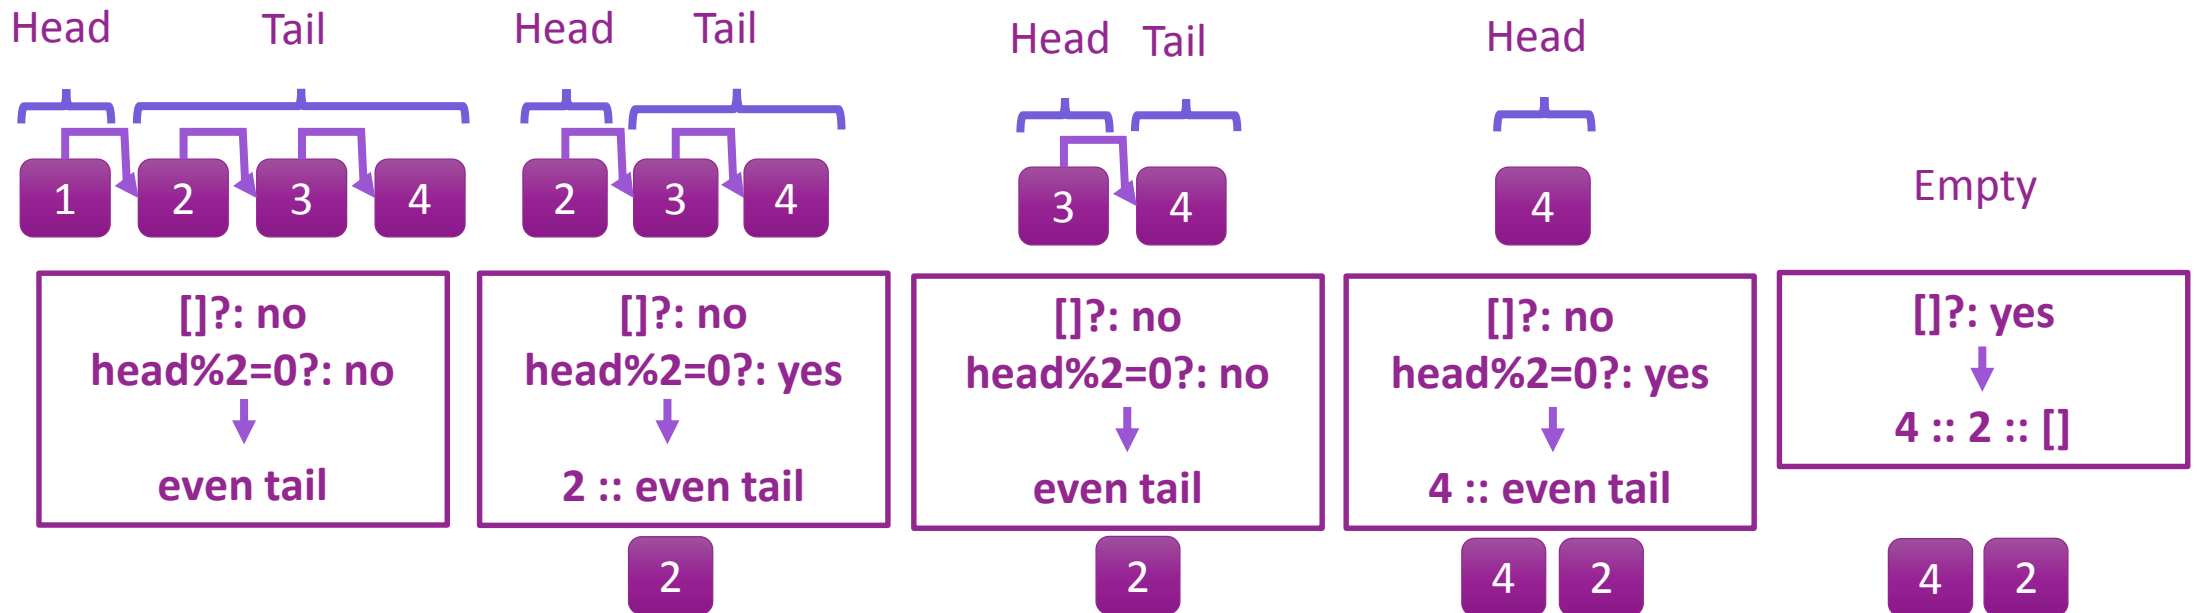 Head Tail
1 2 3 4
[]?: no
head%2=0?: no
even tail
Head Tail
2 3 4
[]?: no
head%2=0?: yes
2 :: even tail
2
Head Tail
3 4
[]?: no
head%2=0?: no
even tail
2
Head
4
[]?: no
head%2=0?: yes
4 :: even tail
4 2
Empty
[]?: yes
4 :: 2 :: []
4 2